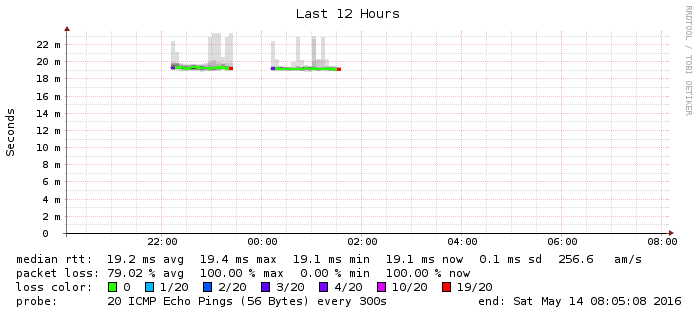 Last 12 Hours
RRDTOOL / TOBI OETIKER
Seconds
22 m
20 m
18 m
16 m
14 m
12 m
10 m
8 m
6 m
4 m
2 m
0
22:00 00:00 02:00 04:00 06:00 08:00
median rtt: 19.2 ms avg 19.4 ms max 19.1 ms min 19.1 ms now 0.1 ms sd 256.6 am/s
packet loss: 79.02 % avg 100.00 % max 0.00 % min 100.00 % now
loss color: 0 1/20 2/20 3/20 4/20 10/20 19/20
probe: 20 ICMP Echo Pings (56 Bytes) every 300s end: Sat May 14 08:05:08 2016